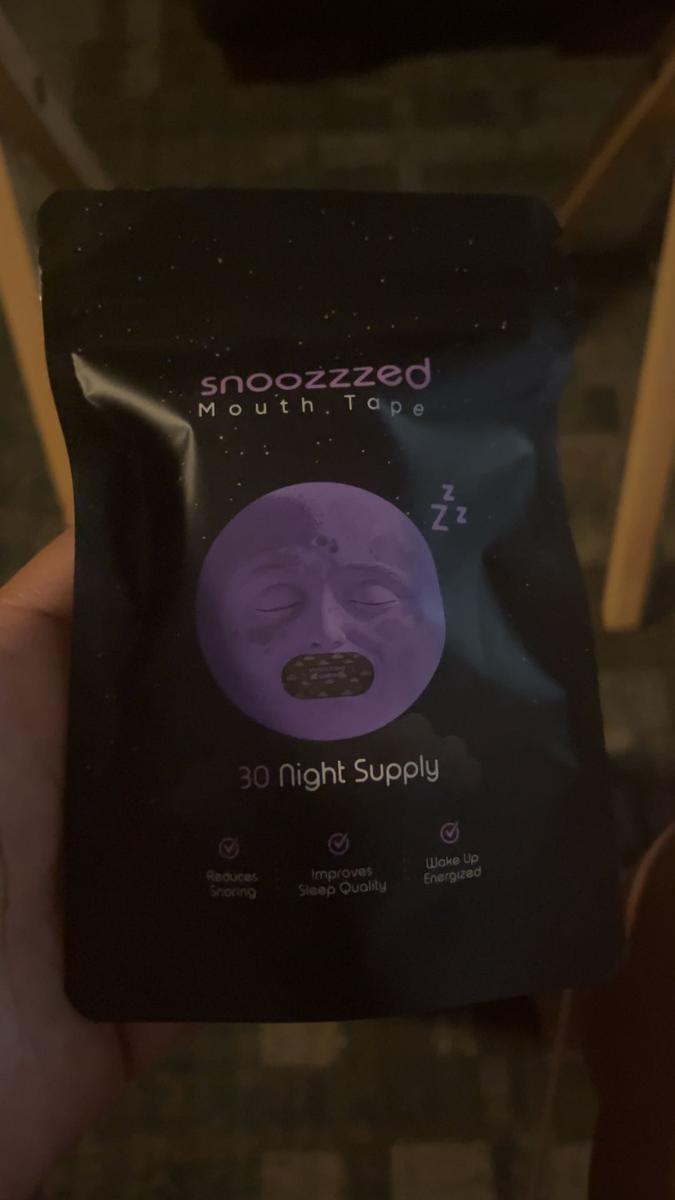 snoozzzed
Mouth Tape
z
Z z
30 Night Supply
Reduces
Snoring
Improves
Sleep Quality
Wake Up
Energized